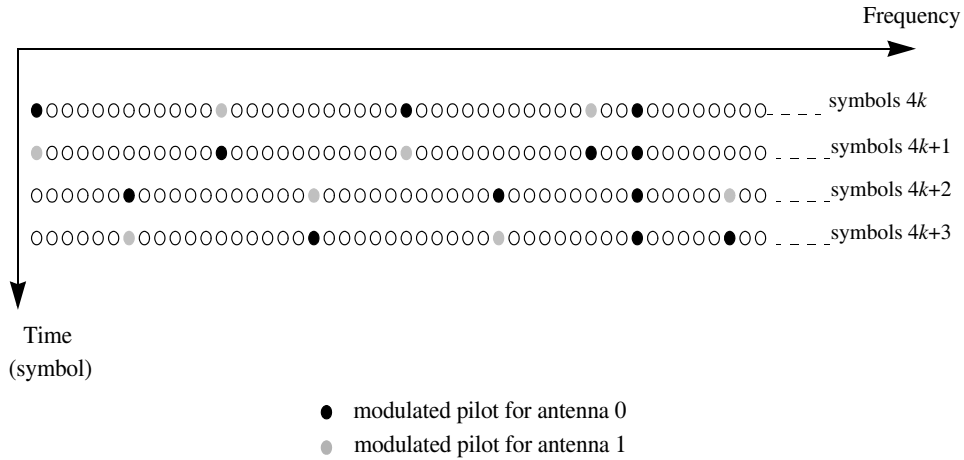 Frequency
symbols 4k
symbols 4k+1
symbols 4k+2
symbols 4k+3
Time
(symbol)
modulated pilot for antenna 0
modulated pilot for antenna 1